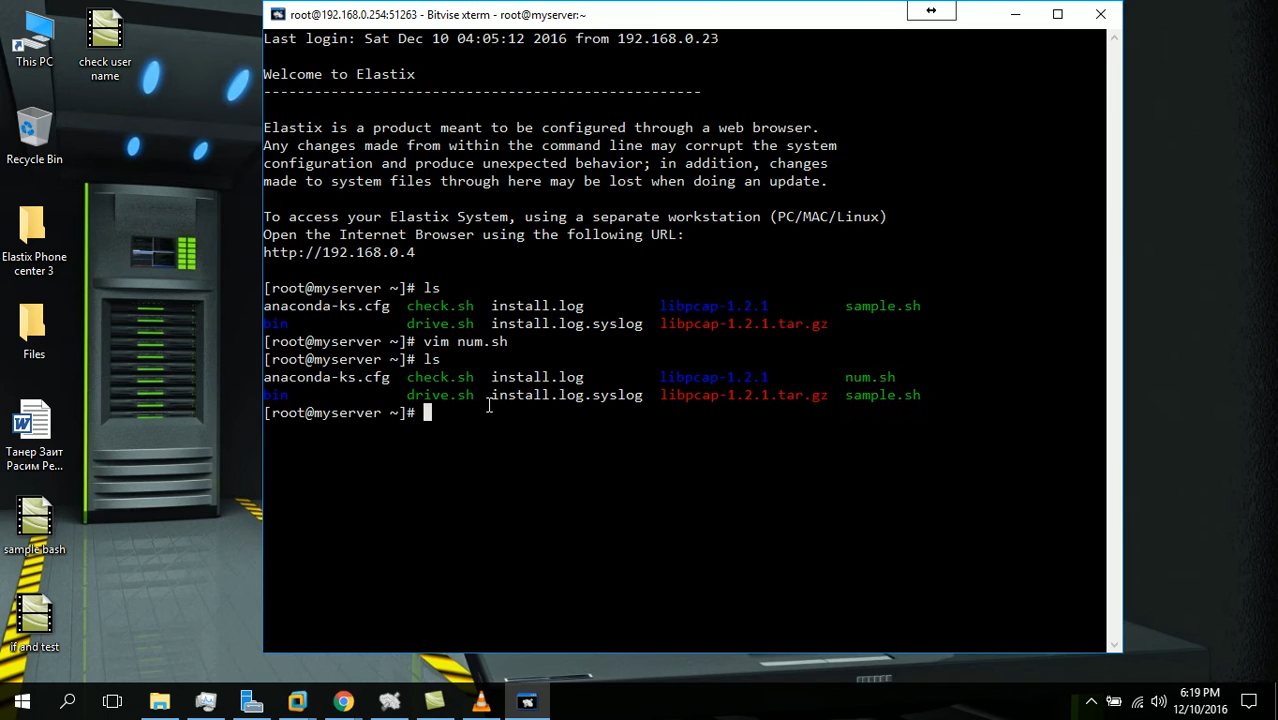 root@192.168.0.254:51263 - Bitvise xterm - root@myserver:~
Last login: Sat Dec 10 04:05:12 2016 from 192.168.0.23
Welcome to Elastix
----------------------------------------------------
Elastix is a product meant to be configured through a web browser.
Any changes made from within the command line may corrupt the system
configuration and produce unexpected behavior; in addition, changes
made to system files through here may be lost when doing an update.
To access your Elastix System, using a separate workstation (PC/MAC/Linux)
Open the Internet Browser using the following URL:
http://192.168.0.4
[root@myserver ~]# ls
anaconda-ks.cfg check.sh install.log libpcap-1.2.1 sample.sh
bin drive.sh install.log.syslog libpcap-1.2.1.tar.gz
[root@myserver ~]# vim num.sh
[root@myserver ~]# ls
anaconda-ks.cfg check.sh install.log libpcap-1.2.1 num.sh
bin drive.sh install.log.syslog libpcap-1.2.1.tar.gz sample.sh
[root@myserver ~]#
This PC
check user
name
Recycle Bin
Elastix Phone
center 3
Files
Танер Заит
Расим Ре...
sample bash
if and test
6:19 PM
12/10/2016